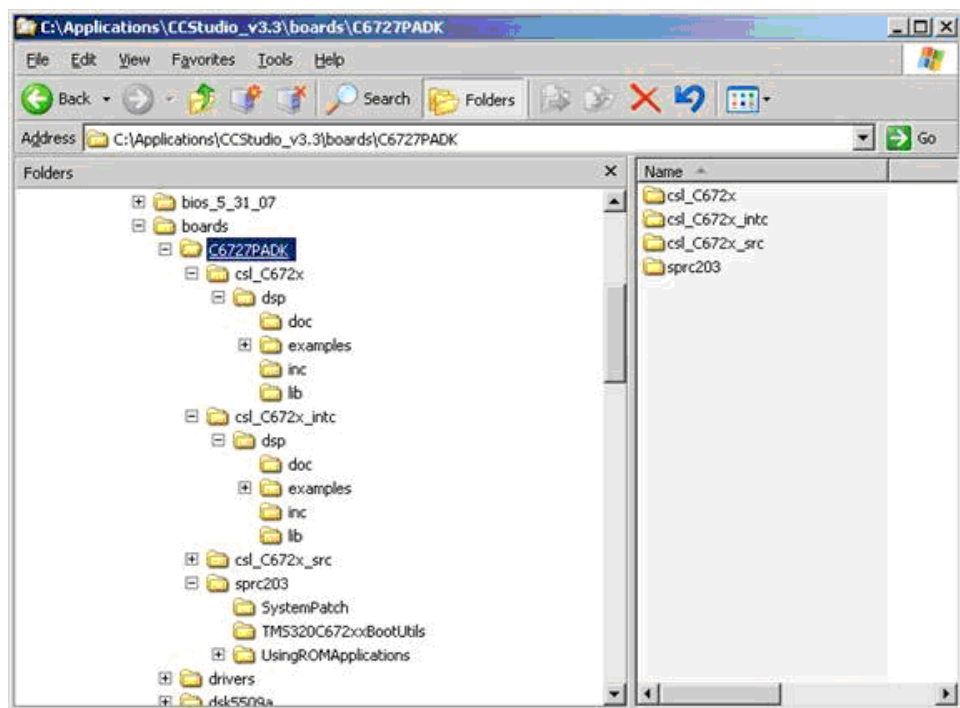 C:\Applications\CCStudio_v3.3\boards\C6727PADK
File Edit View Favorites Tools Help
Back Search Folders
Address C:\Applications\CCStudio_v3.3\boards\C6727PADK Go
Folders
bios_5_31_07
boards
C6727PADK
csl_C672x
dsp
doc
examples
inc
lib
csl_C672x_intc
dsp
doc
examples
inc
lib
csl_C672x_src
sprc203
SystemPatch
TMS320C672xxBootUtils
UsingROMApplications
drivers
dsk5509a
Name
csl_C672x
csl_C672x_intc
csl_C672x_src
sprc203